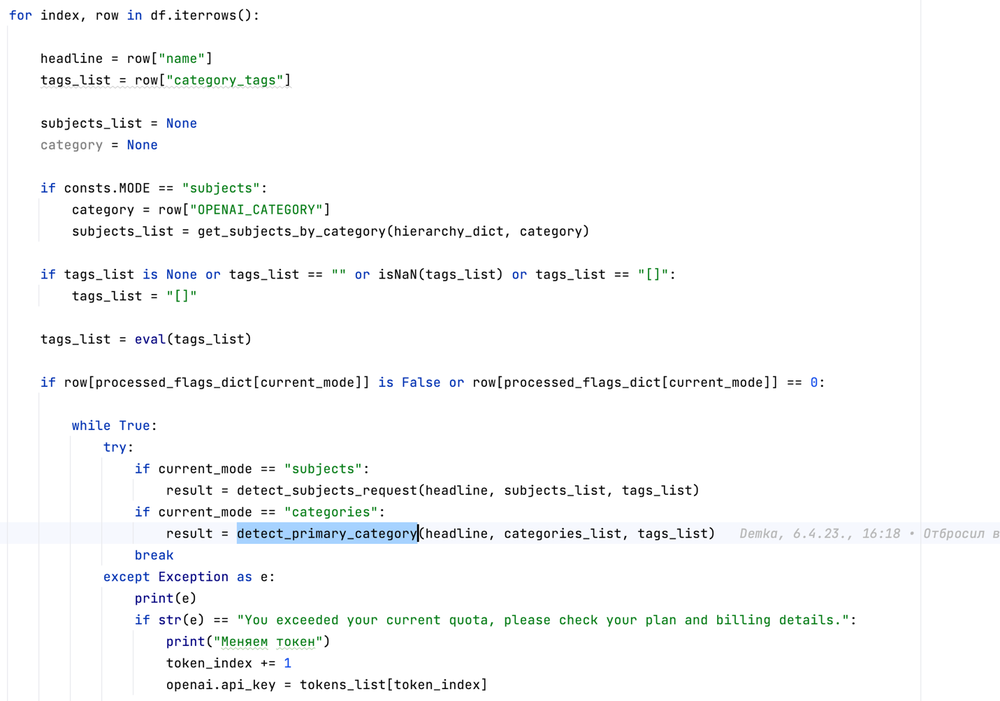 for index, row in df.iterrows():
headline = row["name"]
tags_list = row["category_tags"]
subjects_list = None
category = None
if consts.MODE == "subjects":
category = row["OPENAI_CATEGORY"]
subjects_list = get_subjects_by_category(hierarchy_dict, category)
if tags_list is None or tags_list == "" or isNaN(tags_list) or tags_list == "[]":
tags_list = "[]"
tags_list = eval(tags_list)
if row[processed_flags_dict[current_mode]] is False or row[processed_flags_dict[current_mode]] == 0:
while True:
try:
if current_mode == "subjects":
result = detect_subjects_request(headline, subjects_list, tags_list)
if current_mode == "categories":
result = detect_primary_category(headline, categories_list, tags_list) Demka, 6.4.23., 16:18 • Отбросил в
break
except Exception as e:
print(e)
if str(e) == "You exceeded your current quota, please check your plan and billing details.":
print("Меняем токен")
token_index += 1
openai.api_key = tokens_list[token_index]